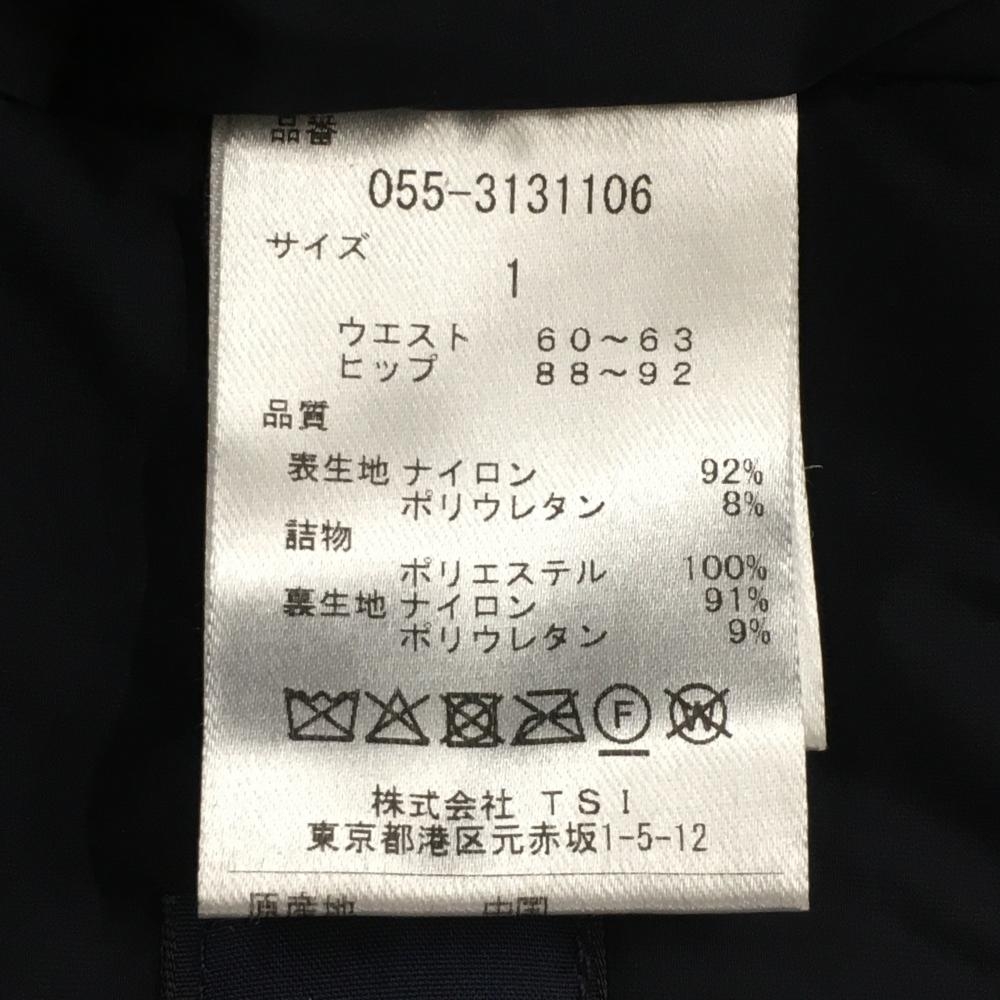 品番
055-3131106
サイズ
1
ウエスト 60～63
ヒップ 88～92
品質
表生地 ナイロン 92%
ポリウレタン 8%
詰物
ポリエステル 100%
裏生地 ナイロン 91%
ポリウレタン 9%
F W
株式会社 TSI
東京都港区元赤坂1-5-12
原産地 中国